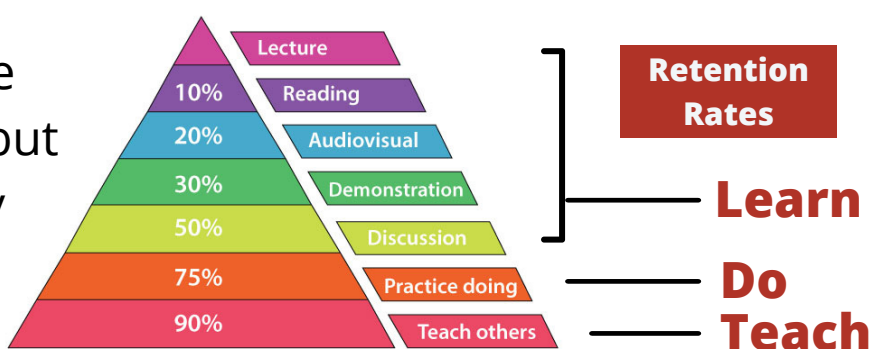 Lecture
10% Reading
20% Audiovisual
30% Demonstration
50% Discussion
75% Practice doing
90% Teach others
Retention
Rates
Learn
Do
Teach